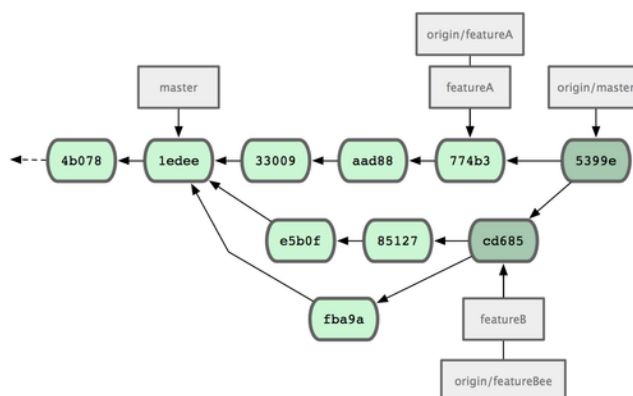 origin/featureA
master
featureA
origin/master
4b078
1edee
33009
aad88
774b3
5399e
e5b0f
85127
cd685
fba9a
featureB
origin/featureBee